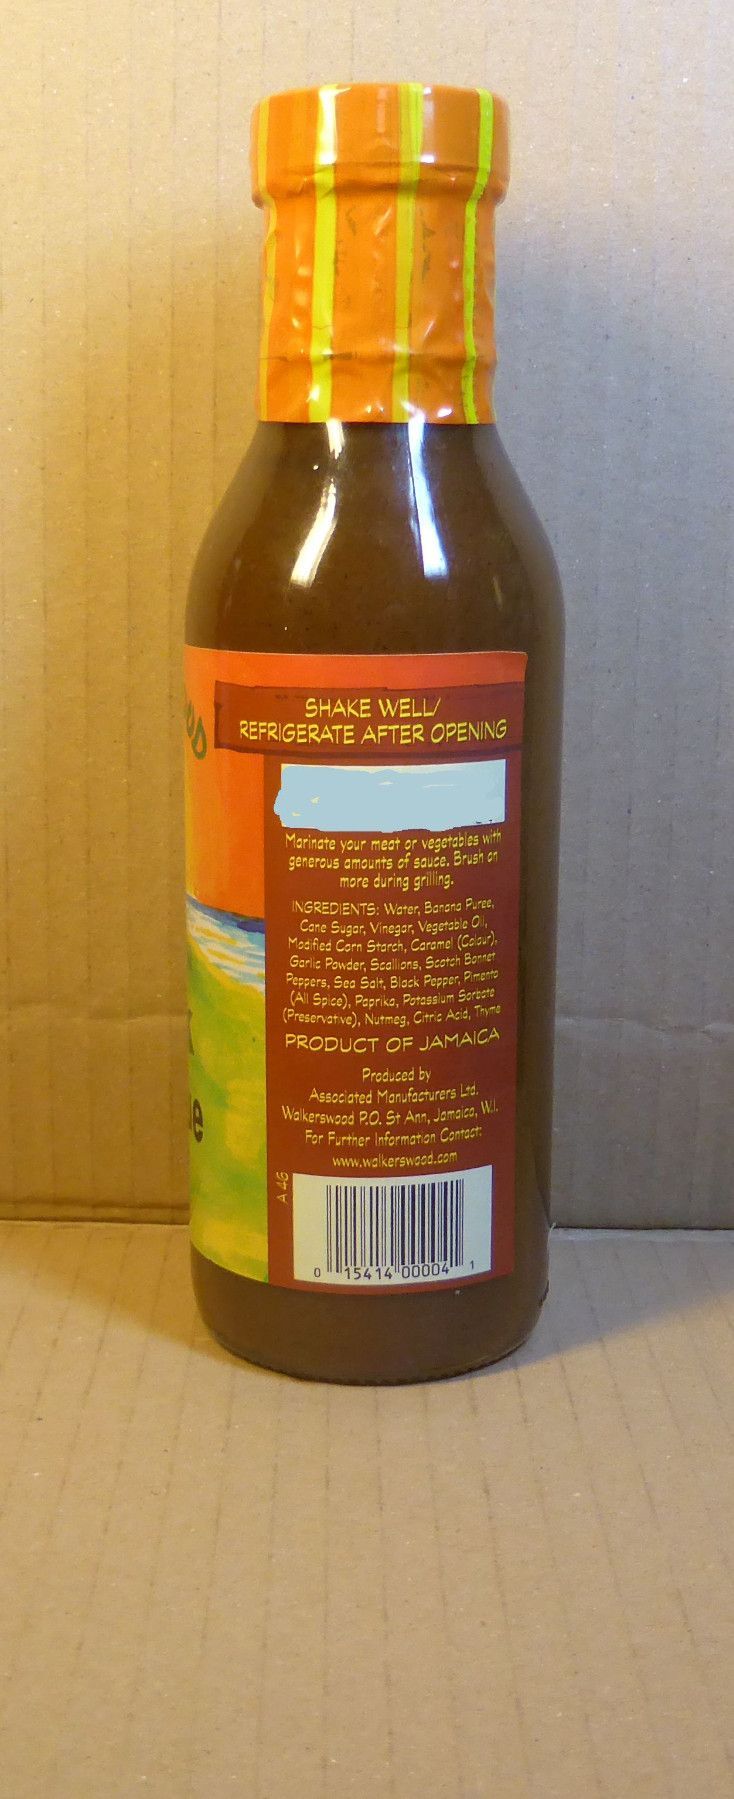 SHAKE WELL/
REFRIGERATE AFTER OPENING
Marinate your meat or vegetables with
generous amounts of sauce. Brush on
more during grilling.
INGREDIENTS: Water, Banana Puree,
Cane Sugar, Vinegar, Vegetable Oil,
Modified Corn Starch, Caramel (Colour),
Garlic Powder, Scallions, Scotch Bonnet
Peppers, Sea Salt, Black Pepper, Pimento
(All Spice), Paprika, Potassium Sorbate
(Preservative), Nutmeg, Citric Acid, Thyme
PRODUCT OF JAMAICA
Produced by
Associated Manufacturers Ltd.
Walkerswood P.O. St Ann, Jamaica, W.I.
For Further Information Contact:
www.walkerswood.com
A 46
0 15414 00004 1